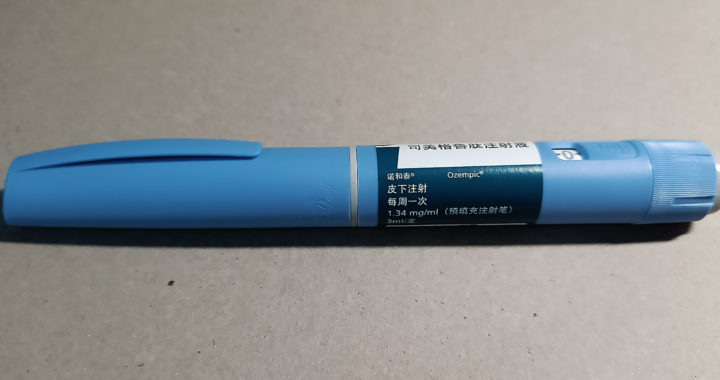 司美格鲁肽注射液
诺和泰® Ozempic®
皮下注射
每周一次
1.34 mg/ml（预填充注射笔）
3ml/支
0